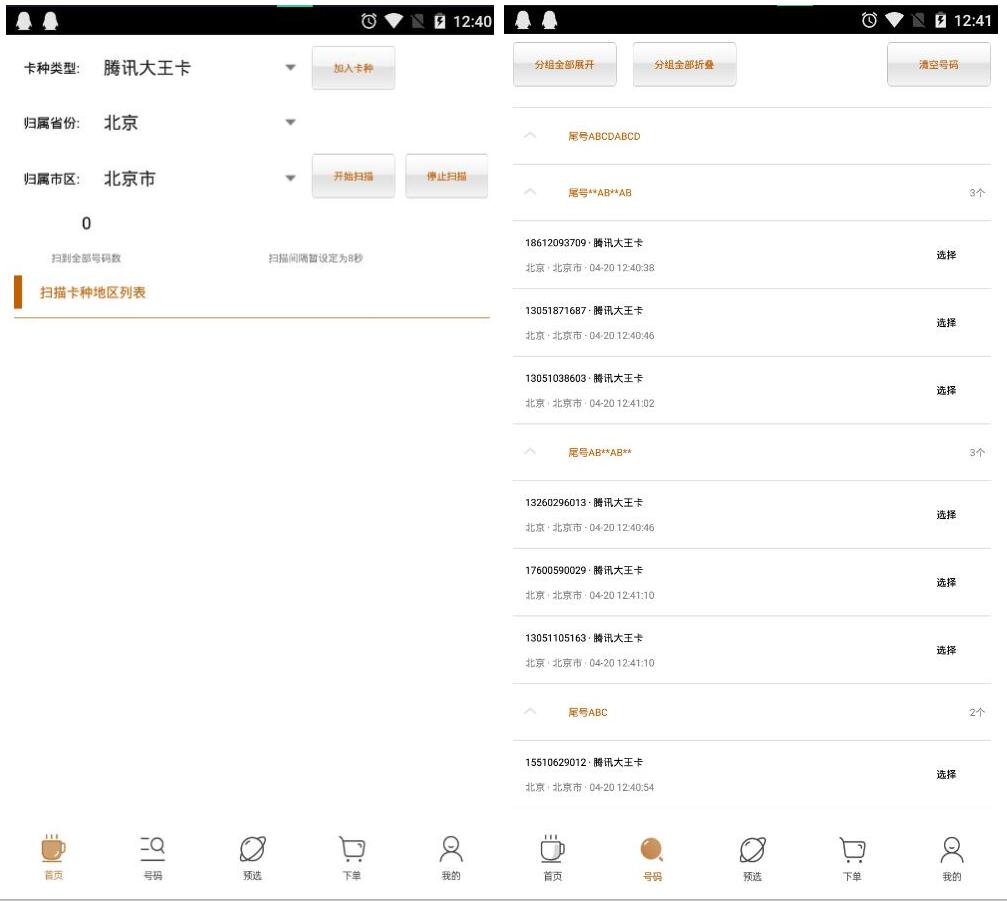 12:40
卡种类型: 腾讯大王卡 加入卡种
归属省份: 北京
归属市区: 北京市 开始扫描 停止扫描
0
扫到全部号码数 扫描间隔暂设定为8秒
扫描卡种地区列表
首页 号码 预选 下单 我的
12:41
分组全部展开 分组全部折叠 清空号码
尾号ABCDABCD
尾号**AB**AB 3个
18612093709 · 腾讯大王卡
选择
北京 · 北京市 · 04-20 12:40:38
13051871687 · 腾讯大王卡
选择
北京 · 北京市 · 04-20 12:40:46
13051038603 · 腾讯大王卡
选择
北京 · 北京市 · 04-20 12:41:02
尾号AB**AB** 3个
13260296013 · 腾讯大王卡
选择
北京 · 北京市 · 04-20 12:40:46
17600590029 · 腾讯大王卡
选择
北京 · 北京市 · 04-20 12:41:10
13051105163 · 腾讯大王卡
选择
北京 · 北京市 · 04-20 12:41:10
尾号ABC 2个
15510629012 · 腾讯大王卡
选择
北京 · 北京市 · 04-20 12:40:54
首页 号码 预选 下单 我的